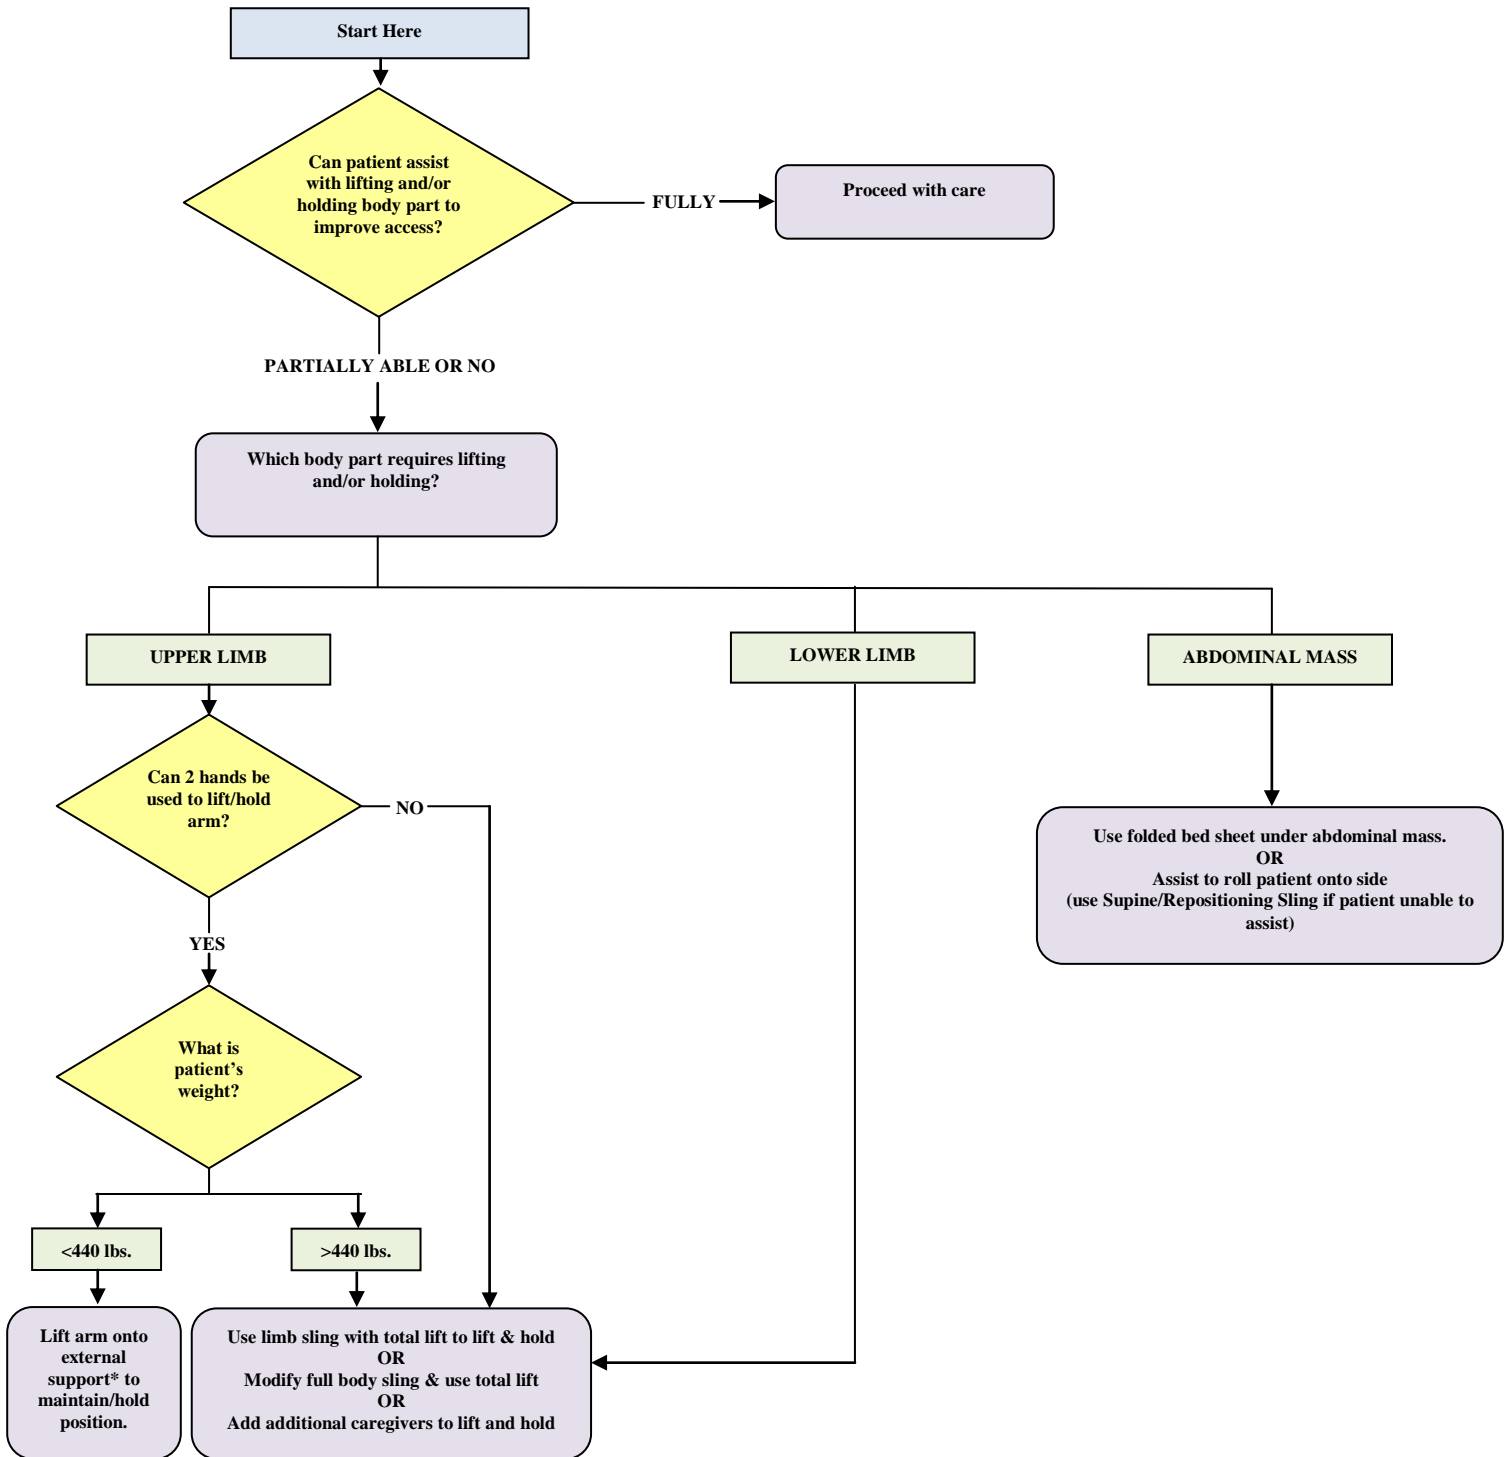 Start Here
Can patient assist
with lifting and/or
holding body part to
improve access?
FULLY
Proceed with care
PARTIALLY ABLE OR NO
Which body part requires lifting
and/or holding?
UPPER LIMB
LOWER LIMB
ABDOMINAL MASS
Can 2 hands be
used to lift/hold
arm?
NO
Use folded bed sheet under abdominal mass.
OR
Assist to roll patient onto side
(use Supine/Repositioning Sling if patient unable to
assist)
YES
What is
patient’s
weight?
<440 lbs.
>440 lbs.
Lift arm onto
external
support* to
maintain/hold
position.
Use limb sling with total lift to lift & hold
OR
Modify full body sling & use total lift
OR
Add additional caregivers to lift and hold